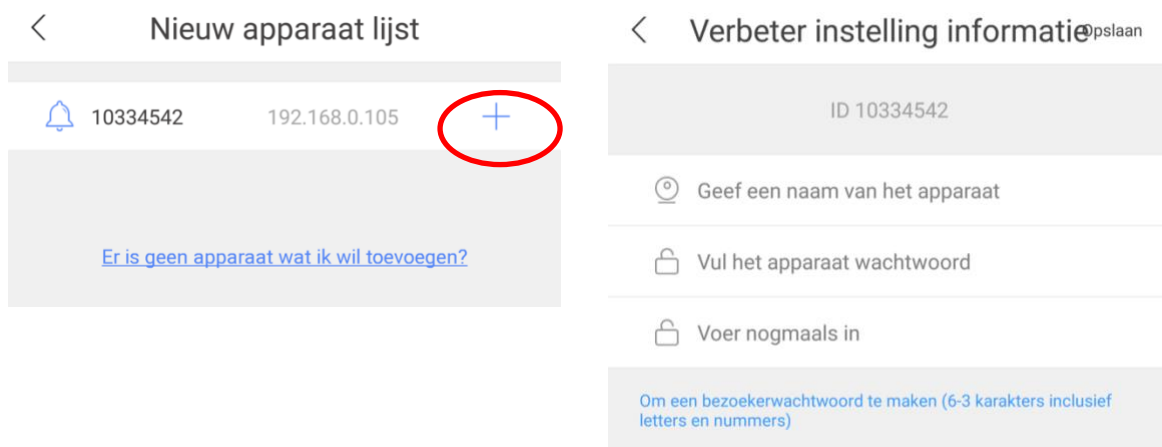 Nieuw apparaat lijst
10334542 192.168.0.105
Er is geen apparaat wat ik wil toevoegen?
Verbeter instelling informatie Opslaan
ID 10334542
Geef een naam van het apparaat
Vul het apparaat wachtwoord
Voer nogmaals in
Om een bezoekerwachtwoord te maken (6-3 karakters inclusief
letters en nummers)